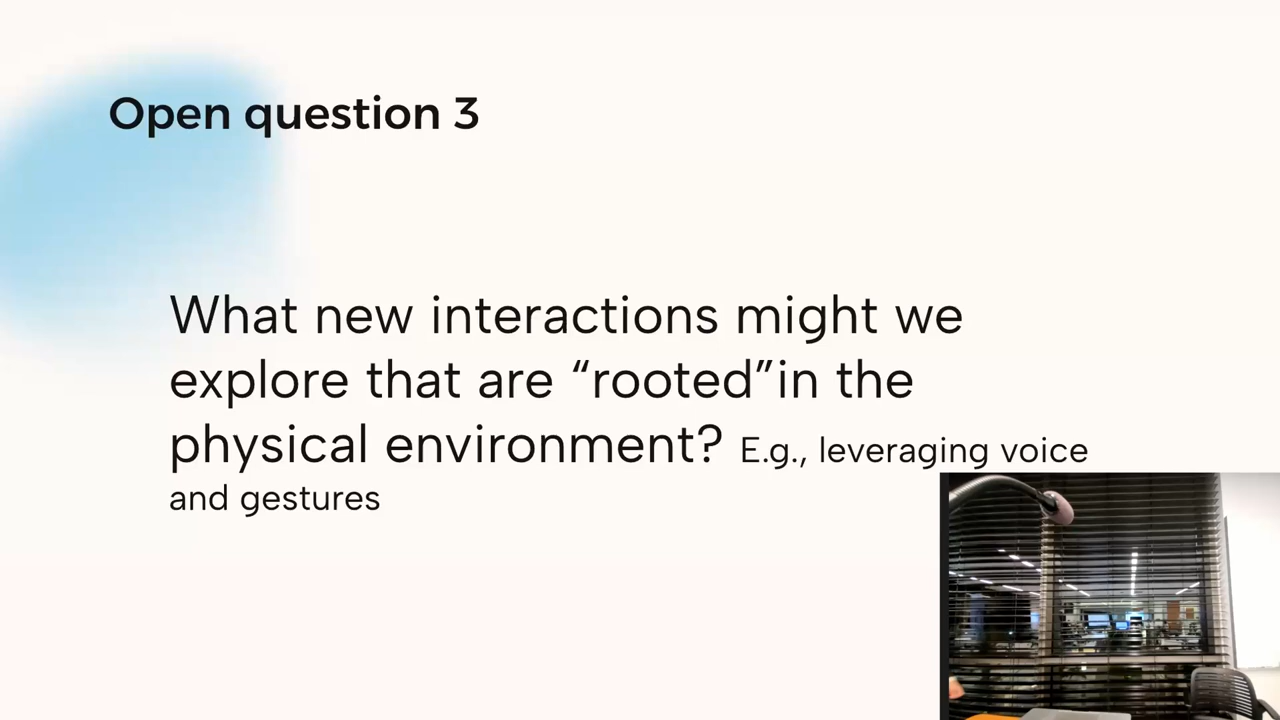 Open question 3
What new interactions might we
explore that are “rooted”in the
physical environment? E.g., leveraging voice
and gestures